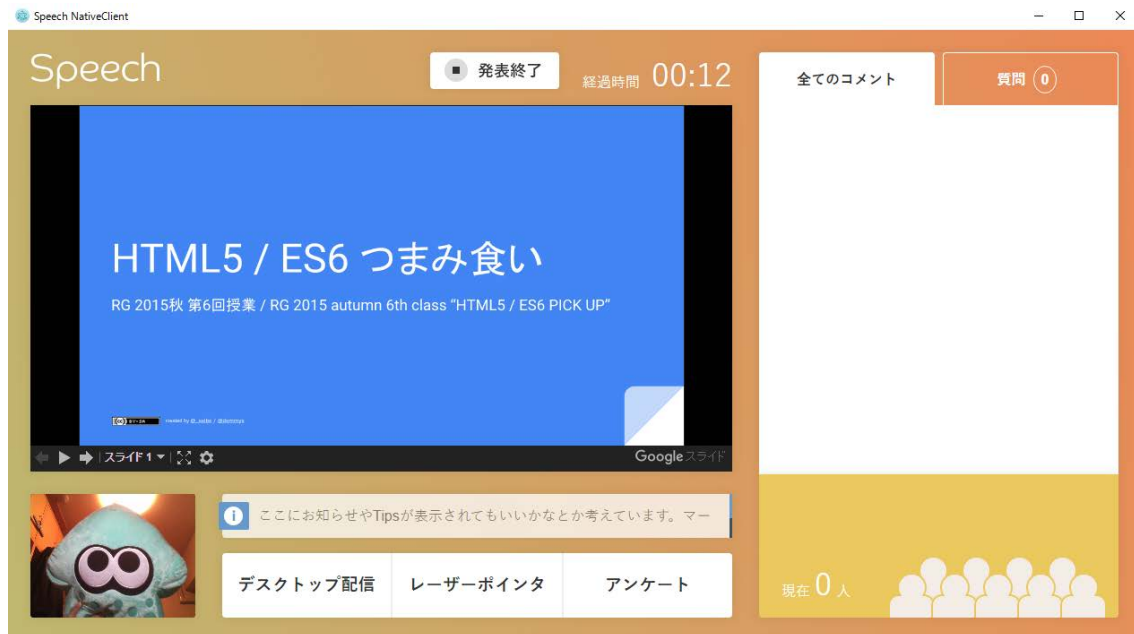 Speech NativeClient
Speech
発表終了
経過時間 00:12
全てのコメント
質問 0
HTML5 / ES6 つまみ食い
RG 2015秋 第6回授業 / RG 2015 autumn 6th class “HTML5 / ES6 PICK UP”
スライド 1
Google スライド
ここにお知らせやTipsが表示されてもいいかなとか考えています。マー
デスクトップ配信
レーザーポインタ
アンケート
現在 0 人